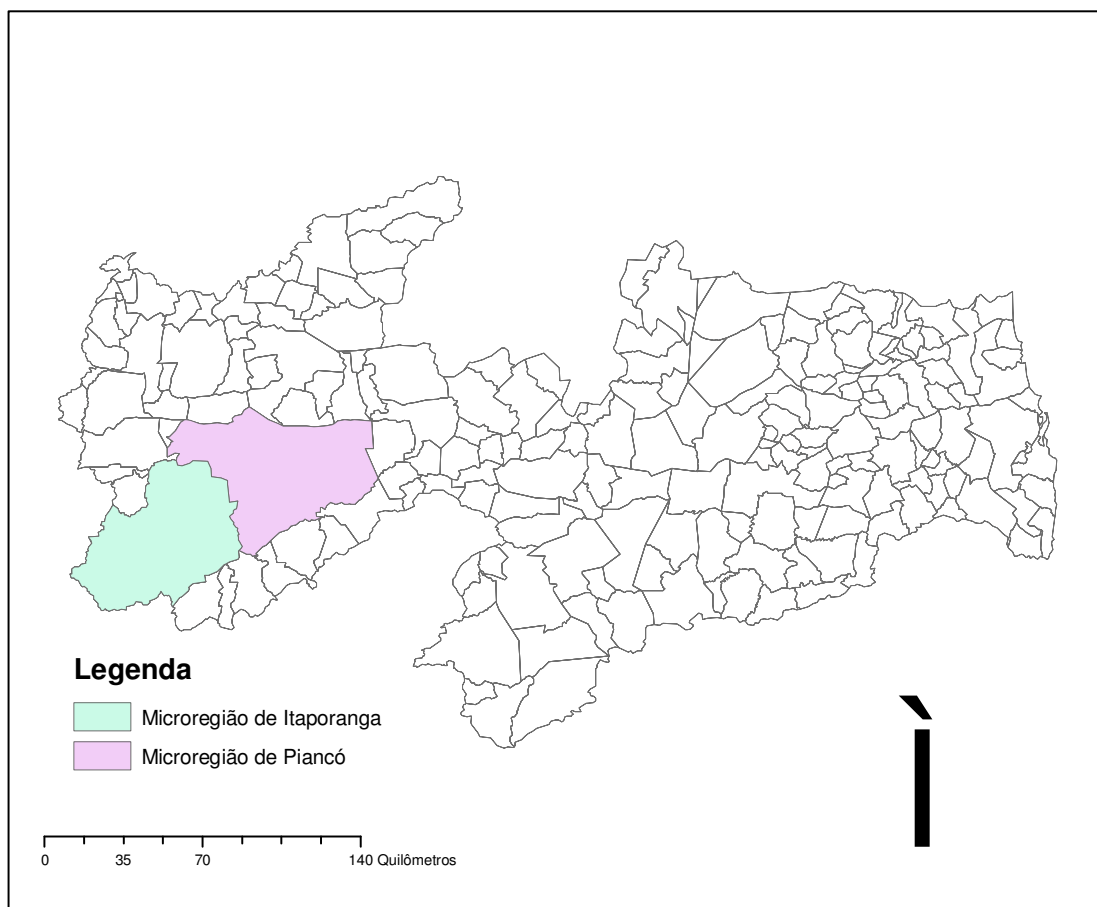 Legenda
Microregião de Itaporanga
Microregião de Piancó
0 35 70 140 Quilômetros
Ì